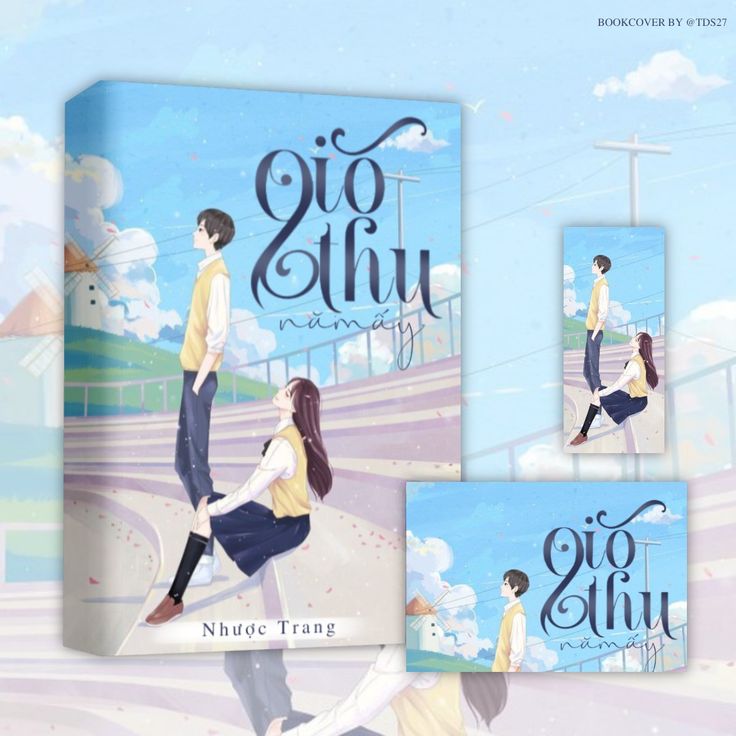 BOOKCOVER BY @TDS27
Gió
thu
năm ấy
Nhược Trang
Gió
thu
năm ấy